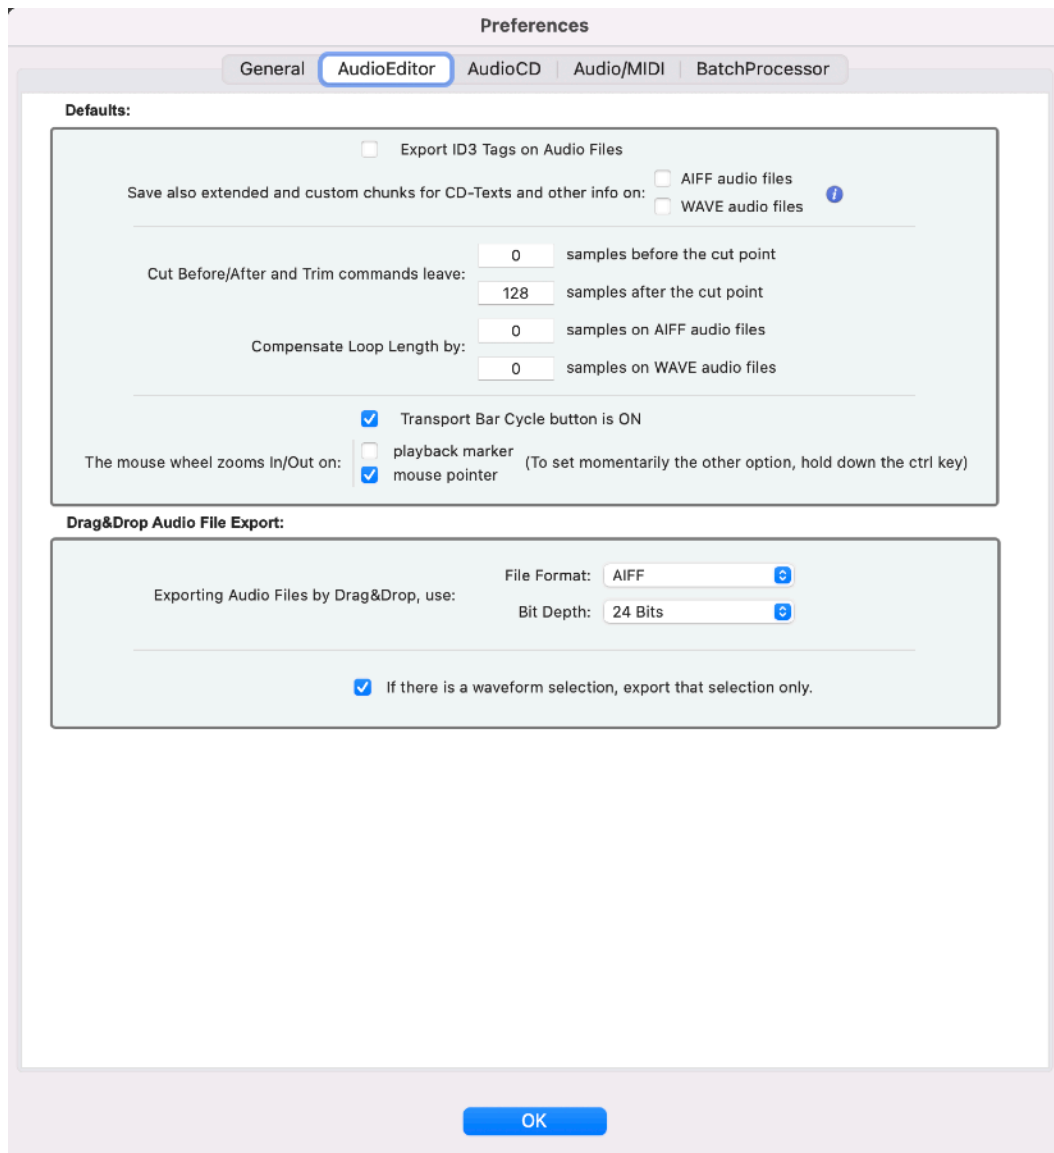 Preferences
General AudioEditor AudioCD Audio/MIDI BatchProcessor
Defaults:
Export ID3 Tags on Audio Files
Save also extended and custom chunks for CD-Texts and other info on:
AIFF audio files
WAVE audio files
i
Cut Before/After and Trim commands leave:
0 samples before the cut point
128 samples after the cut point
Compensate Loop Length by:
0 samples on AIFF audio files
0 samples on WAVE audio files
Transport Bar Cycle button is ON
The mouse wheel zooms In/Out on:
playback marker
mouse pointer
(To set momentarily the other option, hold down the ctrl key)
Drag&Drop Audio File Export:
Exporting Audio Files by Drag&Drop, use:
File Format: AIFF
Bit Depth: 24 Bits
If there is a waveform selection, export that selection only.
OK